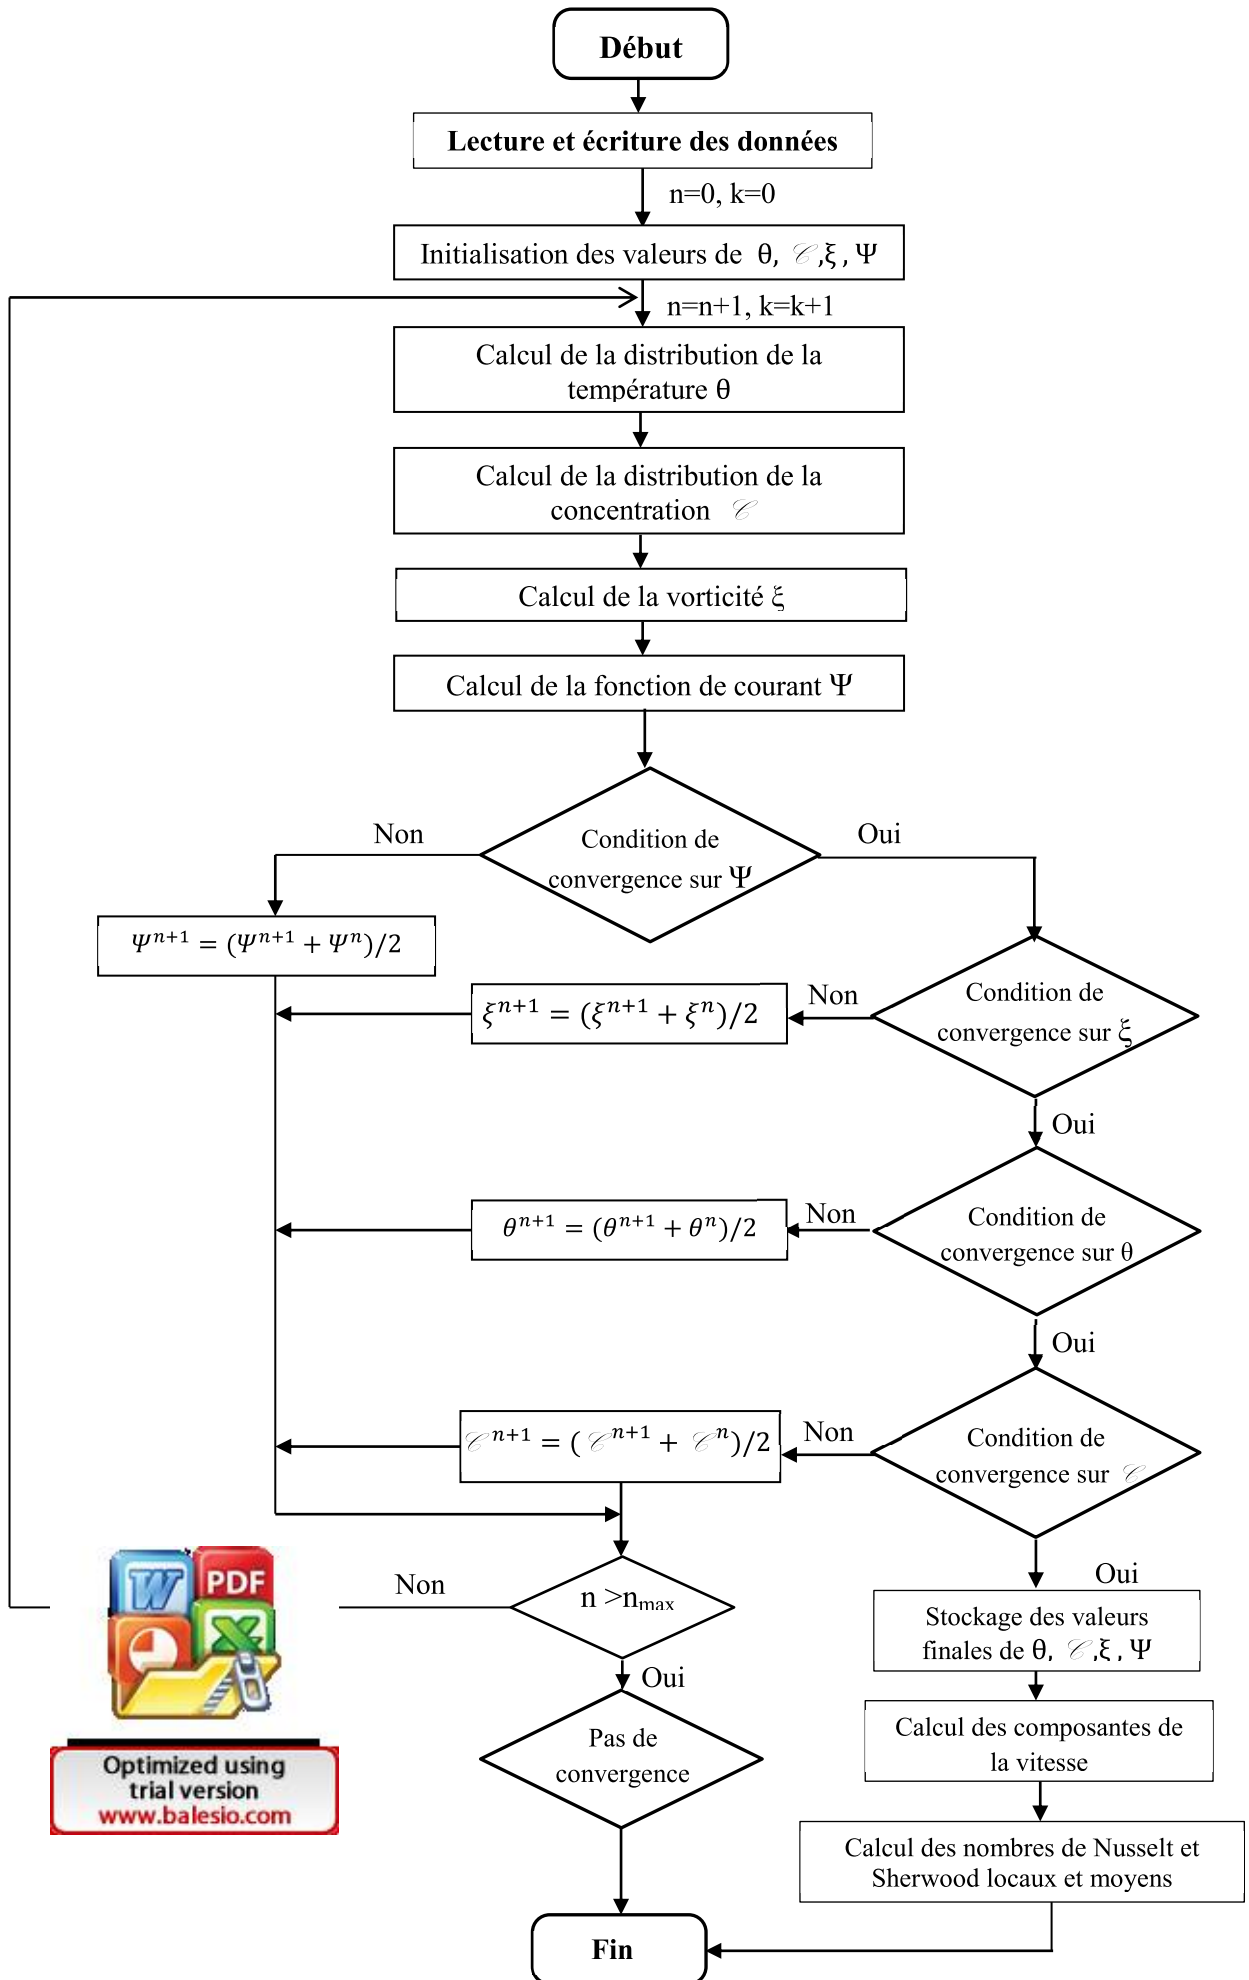 Début
Lecture et écriture des données
n=0, k=0
Initialisation des valeurs de θ, 𝒞,ξ, Ψ
n=n+1, k=k+1
Calcul de la distribution de la
température θ
Calcul de la distribution de la
concentration 𝒞
Calcul de la vorticité ξ
Calcul de la fonction de courant Ψ
Non
Condition de
convergence sur Ψ
Oui
Ψⁿ⁺¹ = (Ψⁿ⁺¹ + Ψⁿ)/2
ξⁿ⁺¹ = (ξⁿ⁺¹ + ξⁿ)/2
Non
Condition de
convergence sur ξ
Oui
θⁿ⁺¹ = (θⁿ⁺¹ + θⁿ)/2
Non
Condition de
convergence sur θ
Oui
𝒞ⁿ⁺¹ = ( 𝒞ⁿ⁺¹ + 𝒞ⁿ)/2
Non
Condition de
convergence sur 𝒞
Oui
W
PDF
X
Non
n >nmax
Oui
Stockage des valeurs
finales de θ, 𝒞,ξ, Ψ
Pas de
convergence
Calcul des composantes de
la vitesse
Optimized using
trial version
www.balesio.com
Calcul des nombres de Nusselt et
Sherwood locaux et moyens
Fin